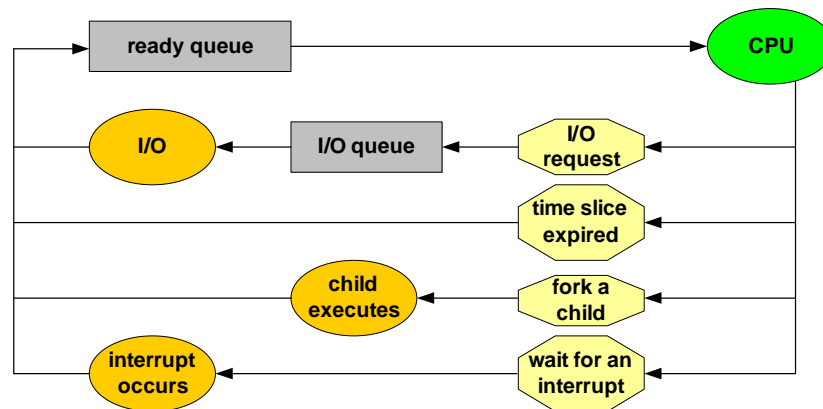 ready queue
CPU
I/O
I/O queue
I/O
request
time slice
expired
child
executes
fork a
child
interrupt
occurs
wait for an
interrupt